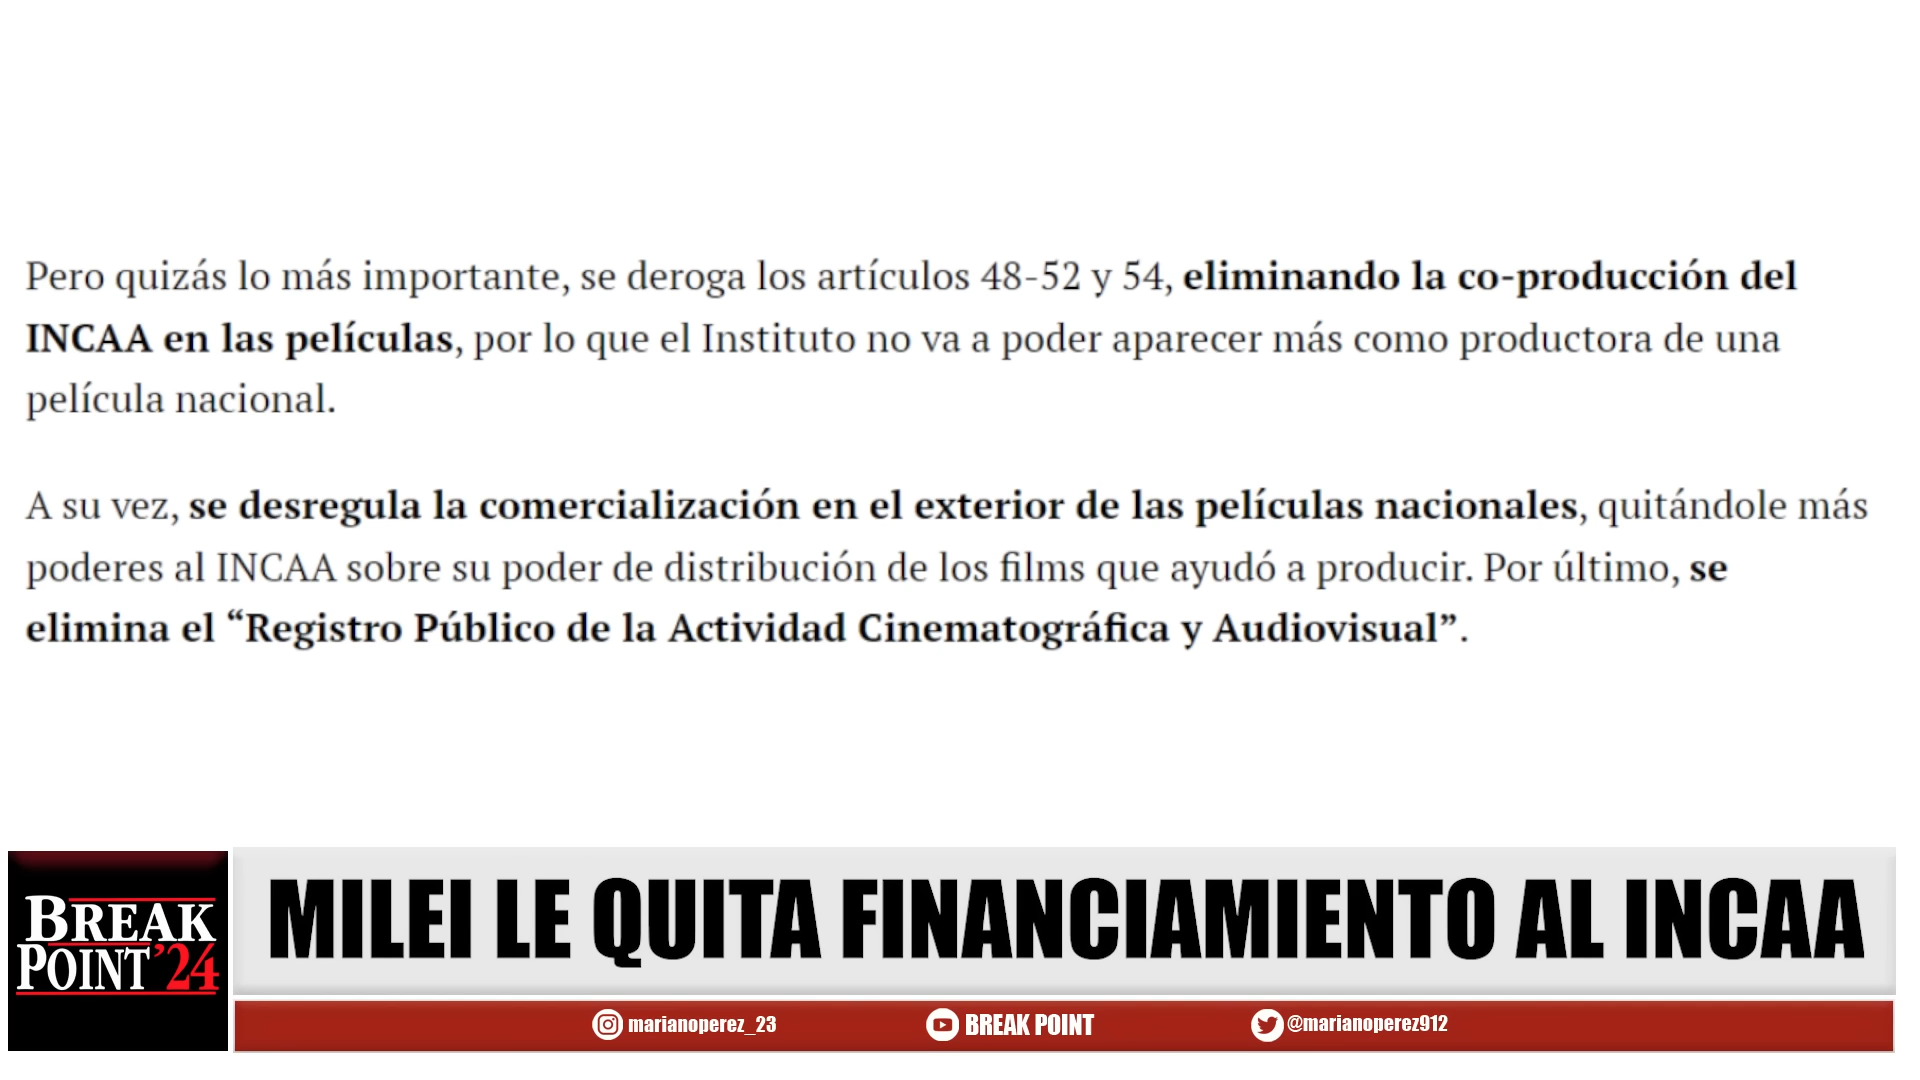 Pero quizás lo más importante, se deroga los artículos 48-52 y 54, eliminando la co-producción del
INCAA en las películas, por lo que el Instituto no va a poder aparecer más como productora de una
película nacional.
A su vez, se desregula la comercialización en el exterior de las películas nacionales, quitándole más
poderes al INCAA sobre su poder de distribución de los films que ayudó a producir. Por último, se
elimina el “Registro Público de la Actividad Cinematográfica y Audiovisual”.
BREAK
POINT '24
MILEI LE QUITA FINANCIAMIENTO AL INCAA
marianoperez_23
BREAK POINT
@marianoperez912